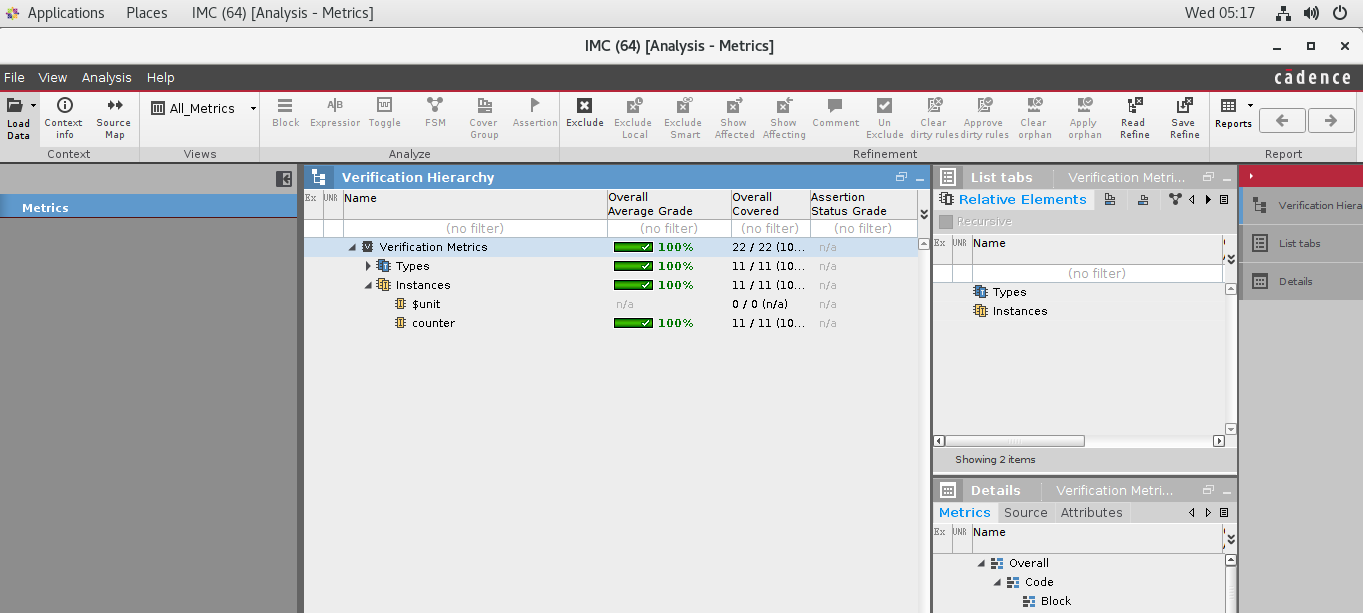 Applications Places IMC (64) [Analysis - Metrics] Wed 05:17
IMC (64) [Analysis - Metrics]
File View Analysis Help
cādence
Load Data
Context info
Source Map
Context
All_Metrics
Views
Block
Expression
Toggle
FSM
Cover Group
Assertion
Analyze
Exclude
Exclude Local
Exclude Smart
Show Affected
Show Affecting
Comment
Un Exclude
Clear dirty rules
Approve dirty rules
Clear orphan
Apply orphan
Read Refine
Save Refine
Refinement
Reports
Report
Metrics
Verification Hierarchy
Ex UNR Name Overall Average Grade Overall Covered Assertion Status Grade
(no filter) (no filter) (no filter) (no filter)
Verification Metrics 100% 22 / 22 (10... n/a
Types 100% 11 / 11 (10... n/a
Instances 100% 11 / 11 (10... n/a
$unit n/a 0 / 0 (n/a) n/a
counter 100% 11 / 11 (10... n/a
List tabs Verification Metri...
Relative Elements
Recursive
Ex UNR Name
(no filter)
Types
Instances
Showing 2 items
Details Verification Metri...
Metrics Source Attributes
Ex UNR Name
Overall
Code
Block
Verification Hiera
List tabs
Details